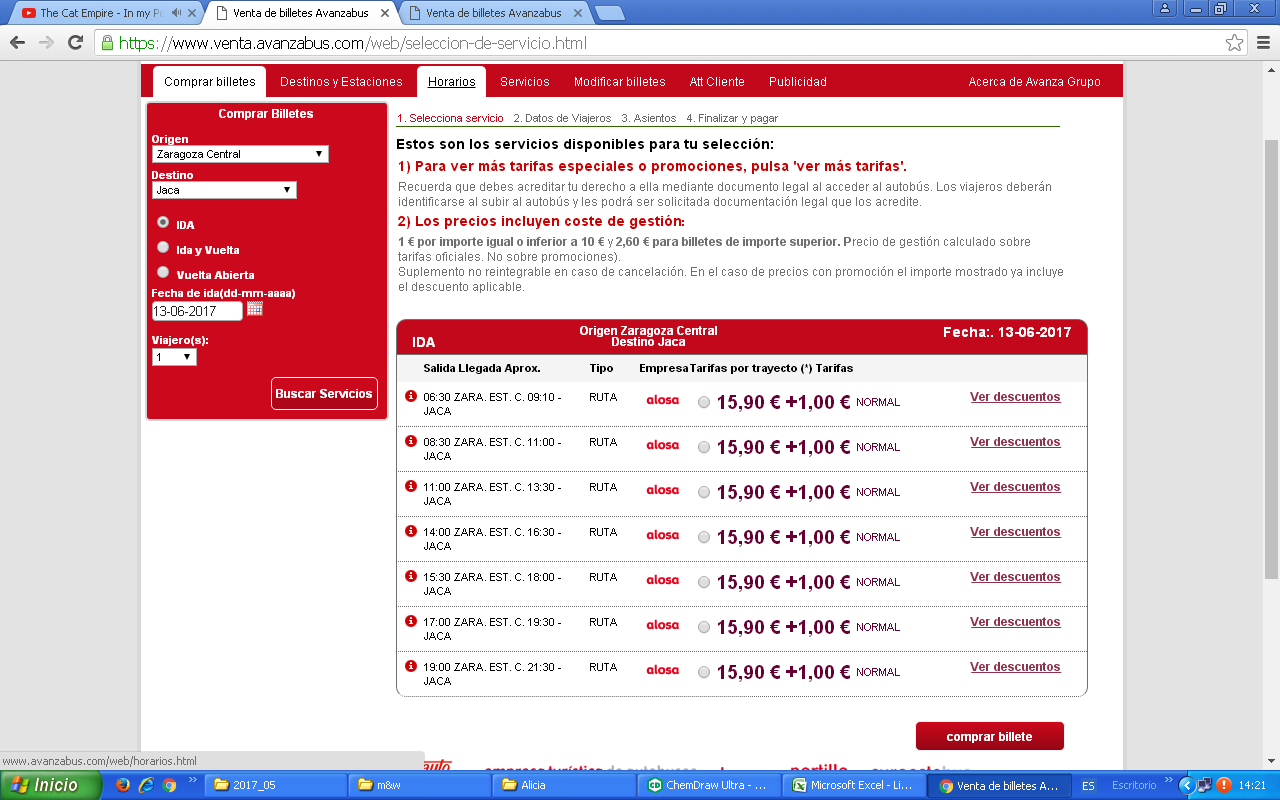 The Cat Empire - In my P
Venta de billetes Avanzabus
Venta de billetes Avanzabus
https://www.venta.avanzabus.com/web/seleccion-de-servicio.html
Comprar billetes Destinos y Estaciones Horarios Servicios Modificar billetes Att Cliente Publicidad Acerca de Avanza Grupo
Comprar Billetes
Origen
Zaragoza Central
Destino
Jaca
IDA
Ida y Vuelta
Vuelta Abierta
Fecha de ida(dd-mm-aaaa)
13-06-2017
Viajero(s):
1
Buscar Servicios
1. Selecciona servicio 2. Datos de Viajeros 3. Asientos 4. Finalizar y pagar
Estos son los servicios disponibles para tu selección:
1) Para ver más tarifas especiales o promociones, pulsa 'ver más tarifas'.
Recuerda que debes acreditar tu derecho a ella mediante documento legal al acceder al autobús. Los viajeros deberán
identificarse al subir al autobús y les podrá ser solicitada documentación legal que los acredite.
2) Los precios incluyen coste de gestión:
1 € por importe igual o inferior a 10 € y 2,60 € para billetes de importe superior. Precio de gestión calculado sobre
tarifas oficiales. No sobre promociones).
Suplemento no reintegrable en caso de cancelación. En el caso de precios con promoción el importe mostrado ya incluye
el descuento aplicable.
IDA
Origen Zaragoza Central
Destino Jaca
Fecha:. 13-06-2017
Salida Llegada Aprox. Tipo Empresa Tarifas por trayecto (*) Tarifas
06:30 ZARA. EST. C. 09:10 - RUTA alosa 15,90 € +1,00 € NORMAL Ver descuentos
JACA
08:30 ZARA. EST. C. 11:00 - RUTA alosa 15,90 € +1,00 € NORMAL Ver descuentos
JACA
11:00 ZARA. EST. C. 13:30 - RUTA alosa 15,90 € +1,00 € NORMAL Ver descuentos
JACA
14:00 ZARA. EST. C. 16:30 - RUTA alosa 15,90 € +1,00 € NORMAL Ver descuentos
JACA
15:30 ZARA. EST. C. 18:00 - RUTA alosa 15,90 € +1,00 € NORMAL Ver descuentos
JACA
17:00 ZARA. EST. C. 19:30 - RUTA alosa 15,90 € +1,00 € NORMAL Ver descuentos
JACA
19:00 ZARA. EST. C. 21:30 - RUTA alosa 15,90 € +1,00 € NORMAL Ver descuentos
JACA
comprar billete
www.avanzabus.com/web/horarios.html
Inicio 2017_05 m&w Alicia ChemDraw Ultra - ... Microsoft Excel - Li... Venta de billetes A... ES Escritorio 14:21